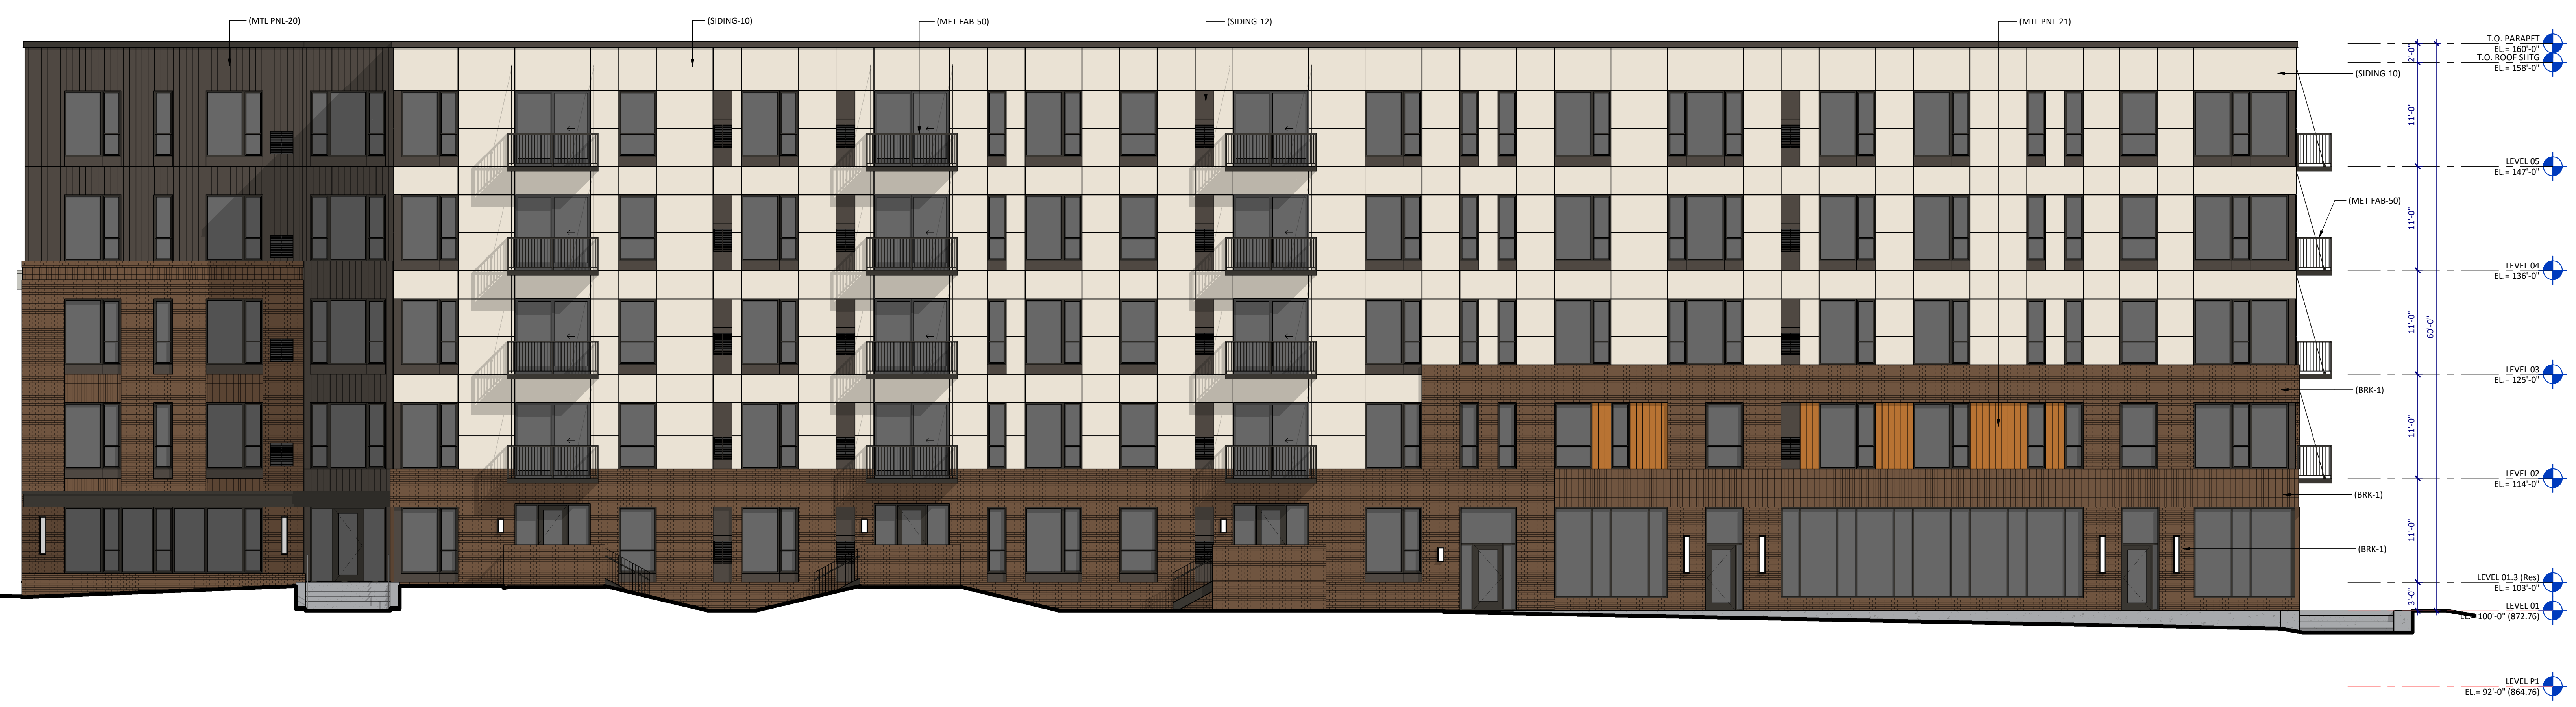 (MTL PNL-20)
(SIDING-10)
(MET FAB-50)
(SIDING-12)
(MTL PNL-21)
T.O. PARAPET
EL.= 160'-0"
2'-0"
T.O. ROOF SHTG
EL.= 158'-0"
(SIDING-10)
11'-0"
LEVEL 05
EL.= 147'-0"
(MET FAB-50)
11'-0"
LEVEL 04
EL.= 136'-0"
11'-0"
60'-0"
LEVEL 03
EL.= 125'-0"
(BRK-1)
11'-0"
LEVEL 02
EL.= 114'-0"
(BRK-1)
11'-0"
(BRK-1)
LEVEL 01.3 (Res)
EL.= 103'-0"
3'-0"
LEVEL 01
EL.= 100'-0" (872.76)
LEVEL P1
EL.= 92'-0" (864.76)